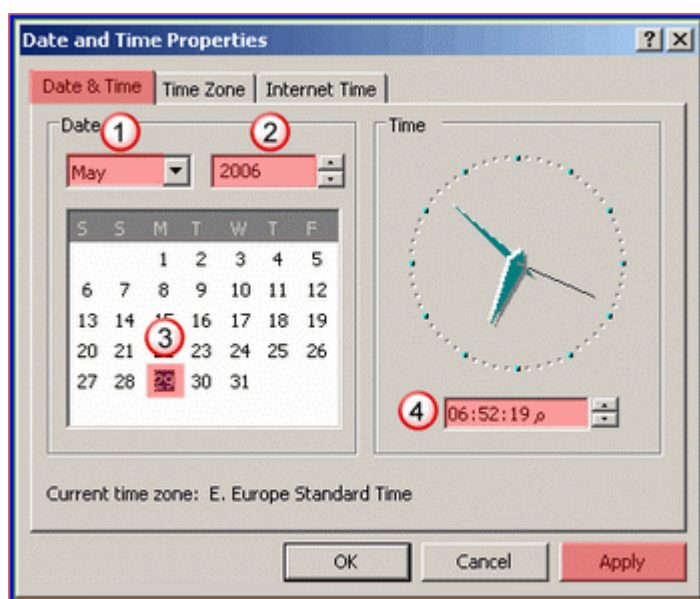 Date and Time Properties
Date & Time Time Zone Internet Time
Date Time
1 2
May 2006
S S M T W T F
1 2 3 4 5
6 7 8 9 10 11 12
13 14 16 17 18 19
3
20 21 23 24 25 26
27 28 29 30 31
4 06:52:19 م
Current time zone: E. Europe Standard Time
OK Cancel Apply